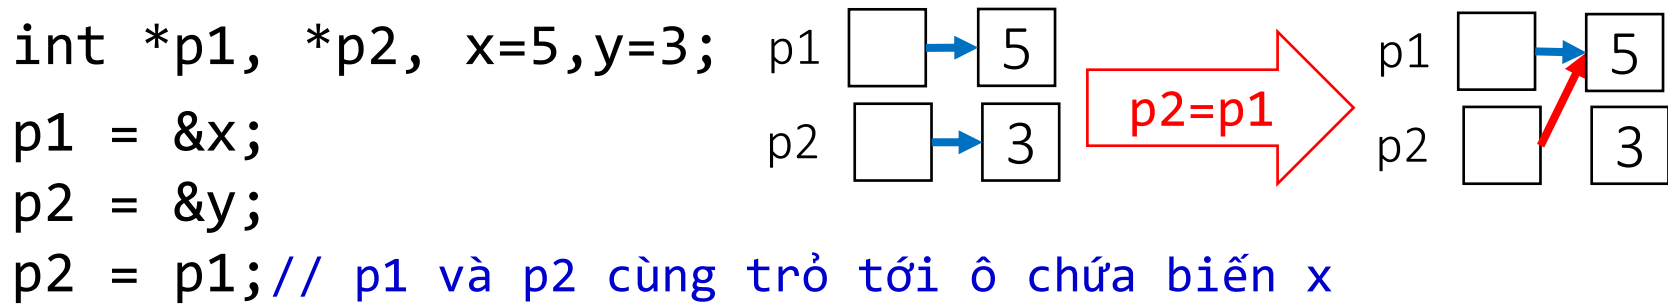 int *p1, *p2, x=5,y=3;
p1 = &x;
p2 = &y;
p2 = p1;// p1 và p2 cùng trỏ tới ô chứa biến x
p1 5
p2 3
p2=p1
p1 5
p2 3